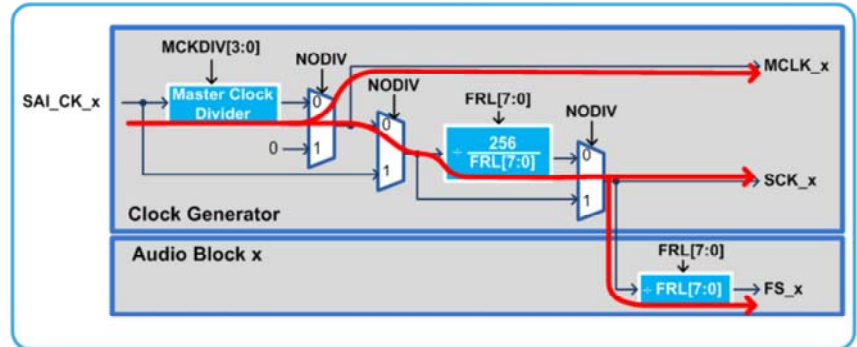 MCKDIV[3:0]
NODIV
MCLK_x
NODIV
SAI_CK_x
Master Clock
Divider
0
FRL[7:0]
NODIV
0
1
0
÷ 256
FRL[7:0]
0
1
SCK_x
1
Clock Generator
Audio Block x
FRL[7:0]
÷ FRL[7:0]
FS_x